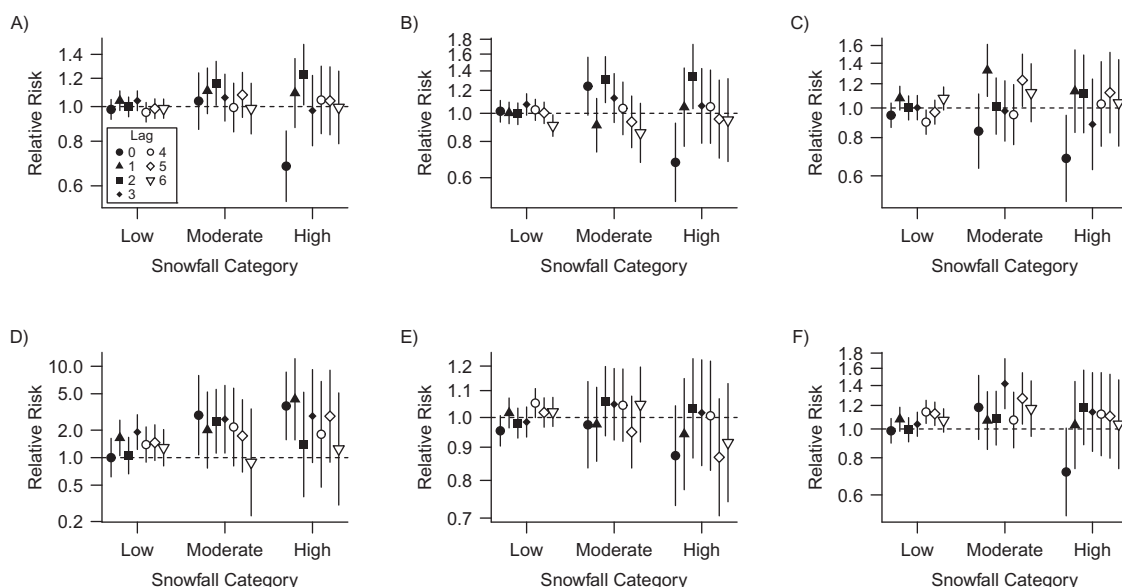 A)
Relative Risk
1.4
1.2
1.0
0.8
0.6
Lag
0 4
1 5
2 6
3
Low Moderate High
Snowfall Category
B)
Relative Risk
1.8
1.6
1.4
1.2
1.0
0.8
0.6
Low Moderate High
Snowfall Category
C)
Relative Risk
1.6
1.4
1.2
1.0
0.8
0.6
Low Moderate High
Snowfall Category
D)
Relative Risk
10.0
5.0
2.0
1.0
0.5
0.2
Low Moderate High
Snowfall Category
E)
Relative Risk
1.2
1.1
1.0
0.9
0.8
0.7
Low Moderate High
Snowfall Category
F)
Relative Risk
1.8
1.6
1.4
1.2
1.0
0.8
0.6
Low Moderate High
Snowfall Category